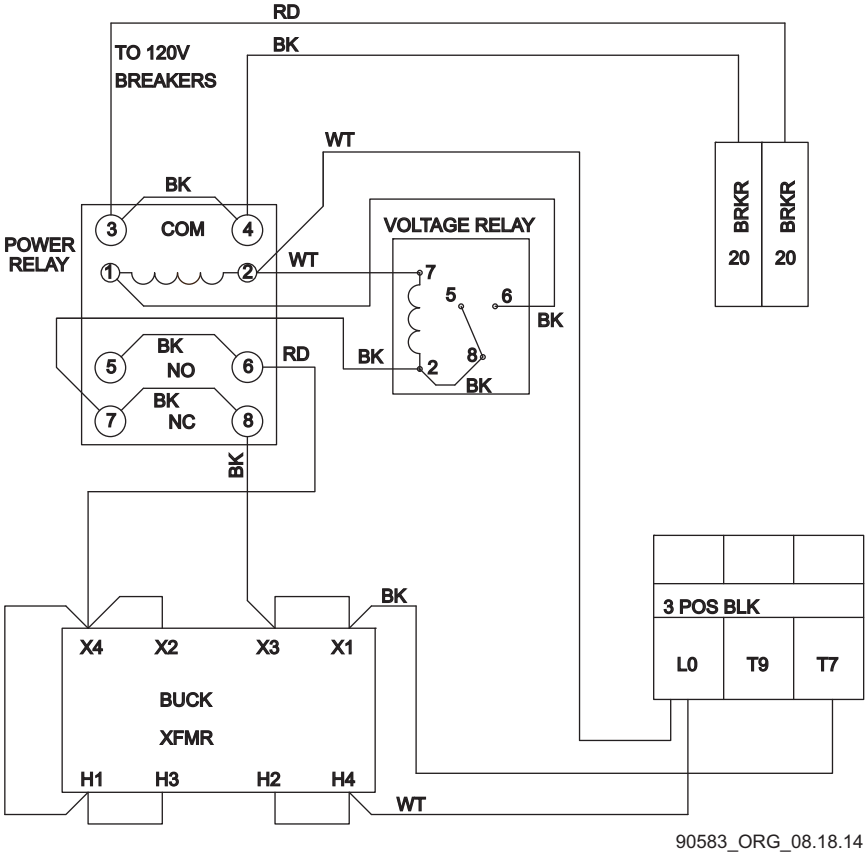 RD
TO 120V
BREAKERS
BK
WT
BK
3
COM
4
POWER
RELAY
1
2
WT
VOLTAGE RELAY
7
5
6
BK
8
2
BK
BK
BK
5
NO
6
RD
BK
7
NC
8
BK
BRKR
20
BRKR
20
3 POS BLK
L0
T9
T7
BK
X4
X2
X3
X1
BUCK
XFMR
H1
H3
H2
H4
WT
90583_ORG_08.18.14